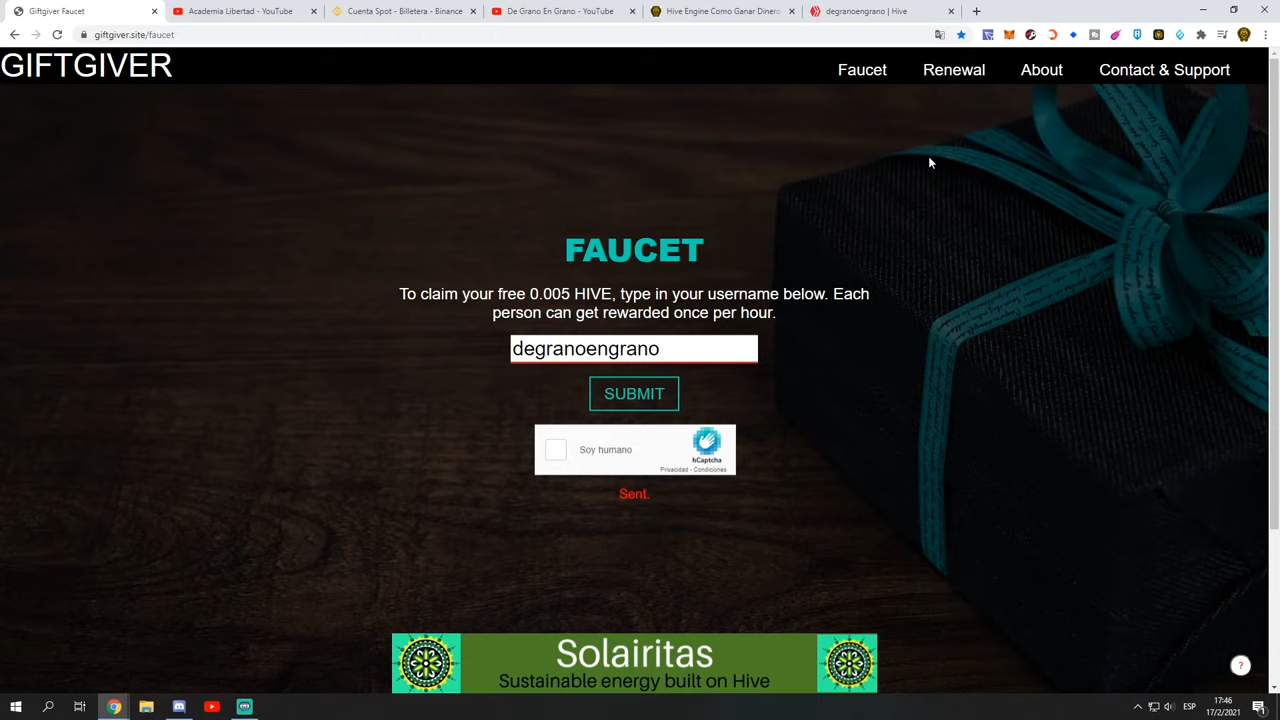 Giftgiver Faucet
Academia Libertad - YouTube
Cuenta Spot - Billetera - Binance
De Grano En Grano - YouTube
Hive Engine Como Ganar Dinero
degranoengrano | Hive
giftgiver.site/faucet
GIFTGIVER
Faucet
Renewal
About
Contact & Support
FAUCET
To claim your free 0.005 HIVE, type in your username below. Each
person can get rewarded once per hour.
degranoengrano
SUBMIT
Soy humano
hCaptcha
Privacidad - Condiciones
Sent.
Solairitas
Sustainable energy built on Hive
?
ESP
17:46
17/2/2021
1